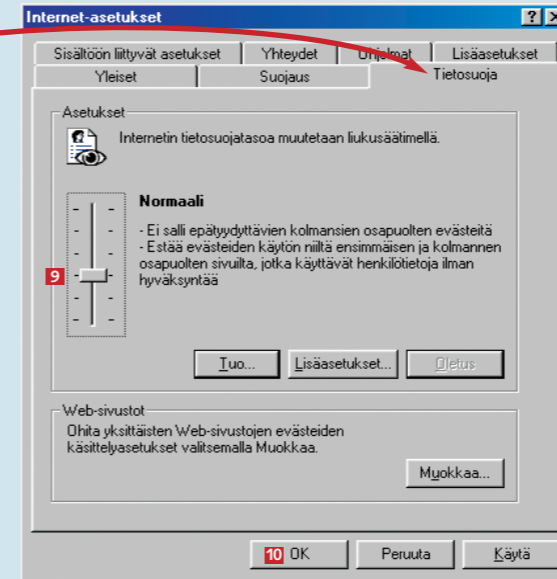 Internet-asetukset
Sisältöön liittyvät asetukset Yhteydet Ohjelmat Lisäasetukset
Yleiset Suojaus Tietosuoja
Asetukset
Internetin tietosuojatasoa muutetaan liukusäätimellä.
Normaali
- Ei salli epätyydyttävien kolmansien osapuolten evästeitä
- Estää evästeiden käytön niiltä ensimmäisen ja kolmannen
osapuolten sivuilta, jotka käyttävät henkilötietoja ilman
hyväksyntää
9
Tuo... Lisäasetukset... Oletus
Web-sivustot
Ohita yksittäisten Web-sivustojen evästeiden
käsittelyasetukset valitsemalla Muokkaa.
Muokkaa...
10 OK Peruuta Käytä